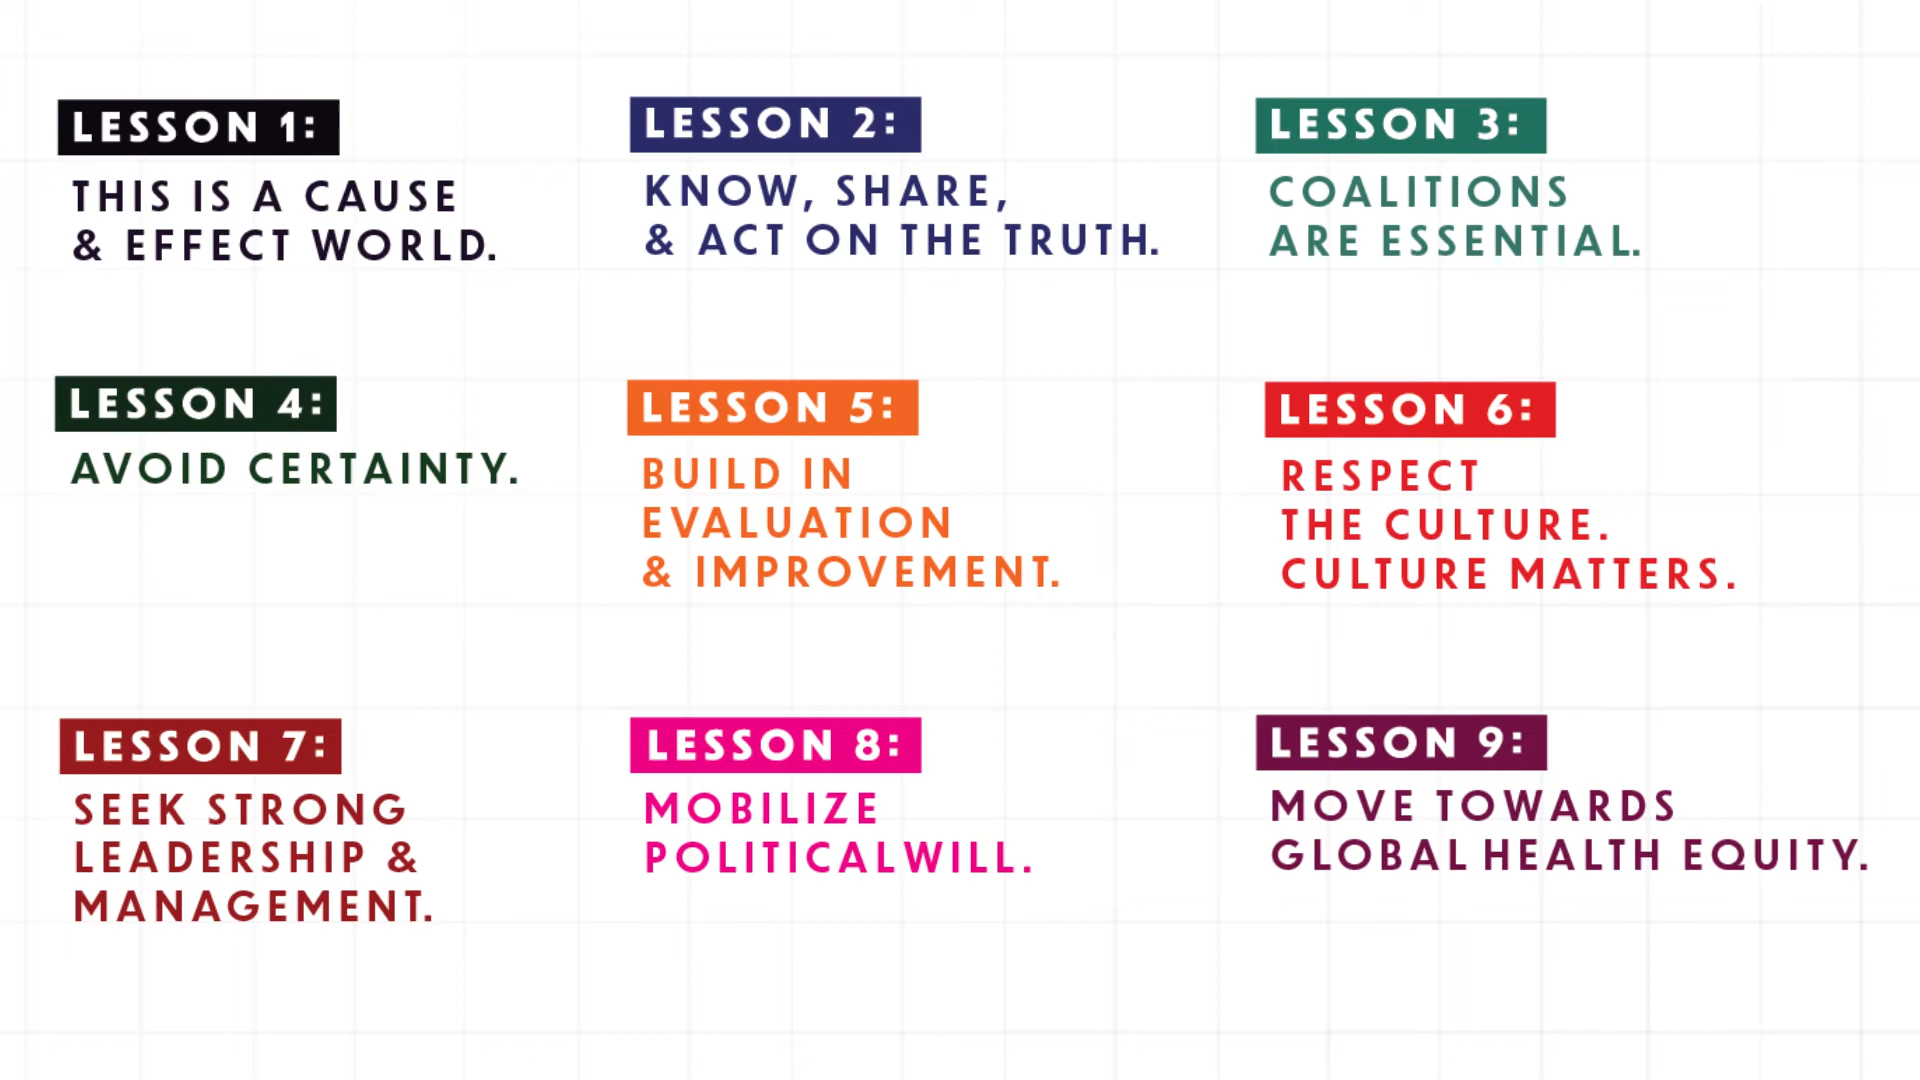 LESSON 1:
THIS IS A CAUSE
& EFFECT WORLD.
LESSON 2:
KNOW, SHARE,
& ACT ON THE TRUTH.
LESSON 3:
COALITIONS
ARE ESSENTIAL.
LESSON 4:
AVOID CERTAINTY.
LESSON 5:
BUILD IN
EVALUATION
& IMPROVEMENT.
LESSON 6:
RESPECT
THE CULTURE.
CULTURE MATTERS.
LESSON 7:
SEEK STRONG
LEADERSHIP &
MANAGEMENT.
LESSON 8:
MOBILIZE
POLITICAL WILL.
LESSON 9:
MOVE TOWARDS
GLOBAL HEALTH EQUITY.